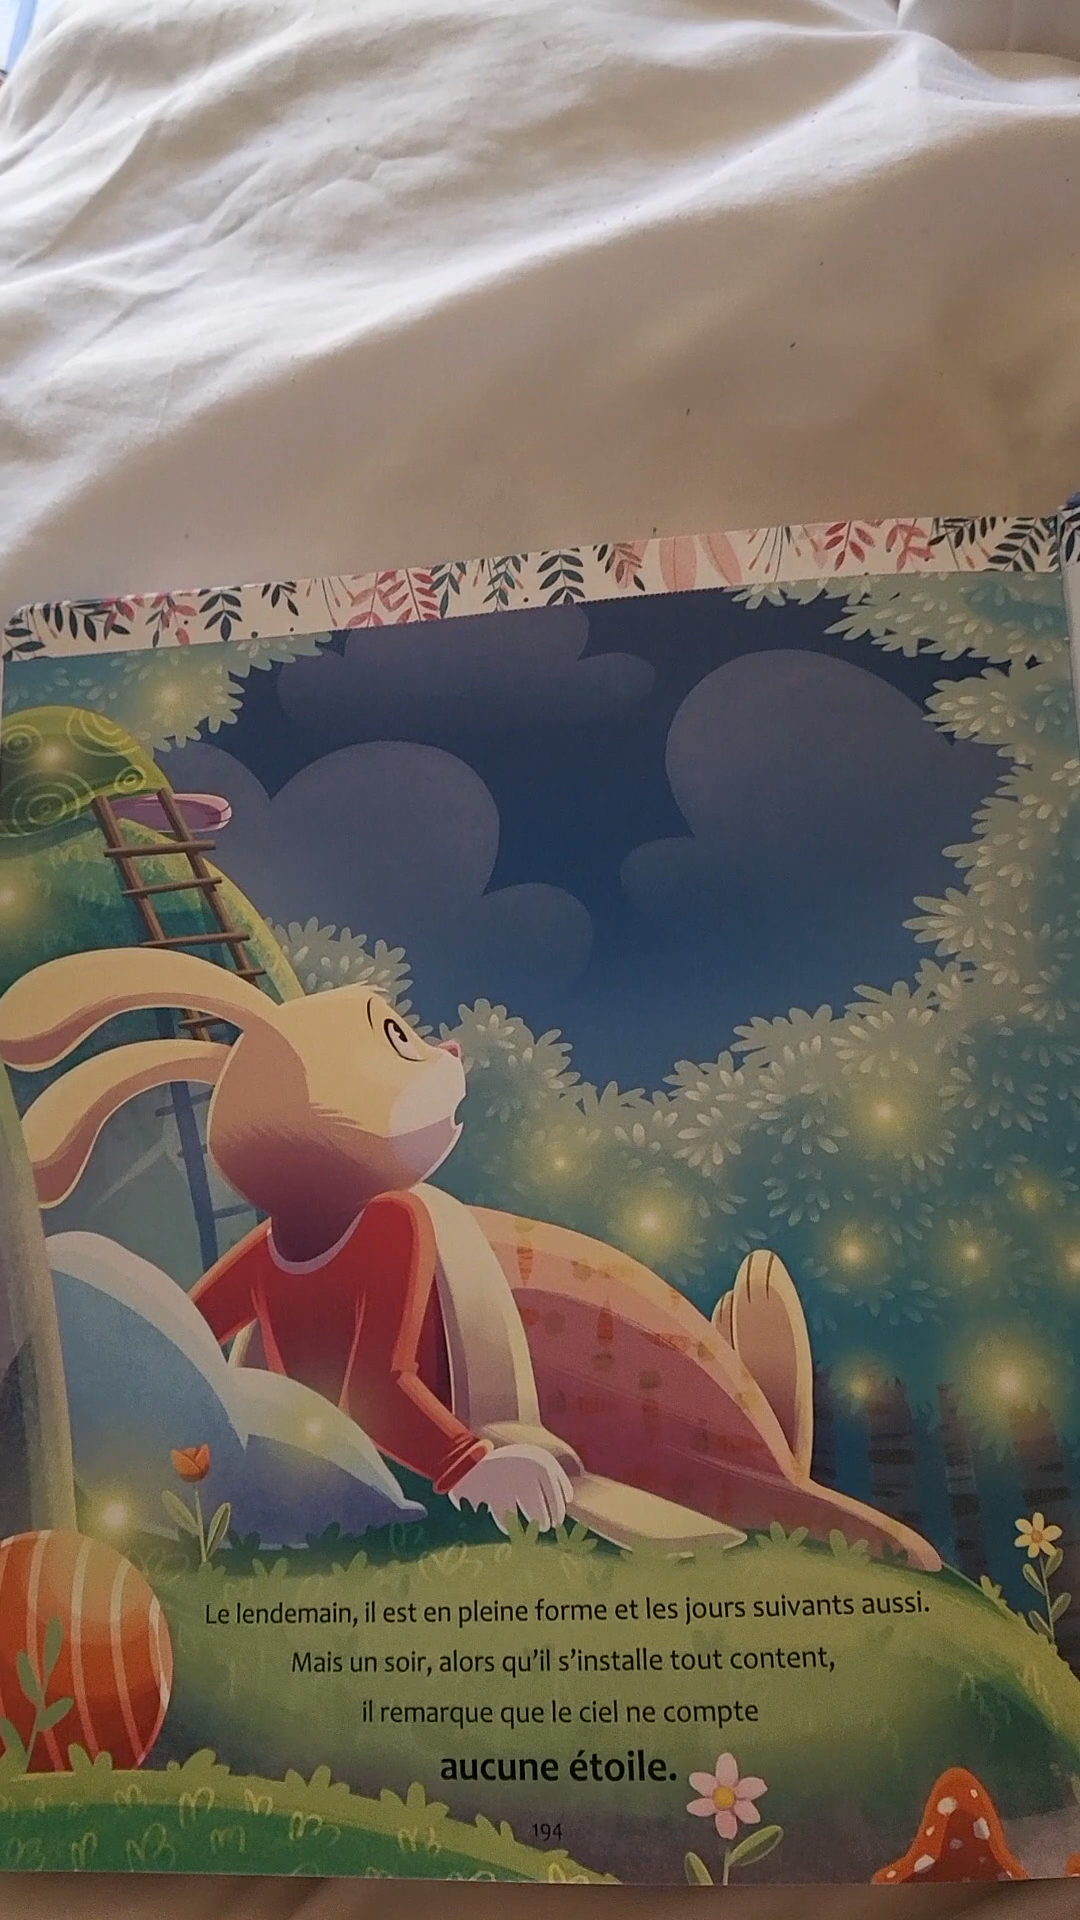 Le lendemain, il est en pleine forme et les jours suivants aussi.
Mais un soir, alors qu'il s'installe tout content,
il remarque que le ciel ne compte
aucune étoile.
194